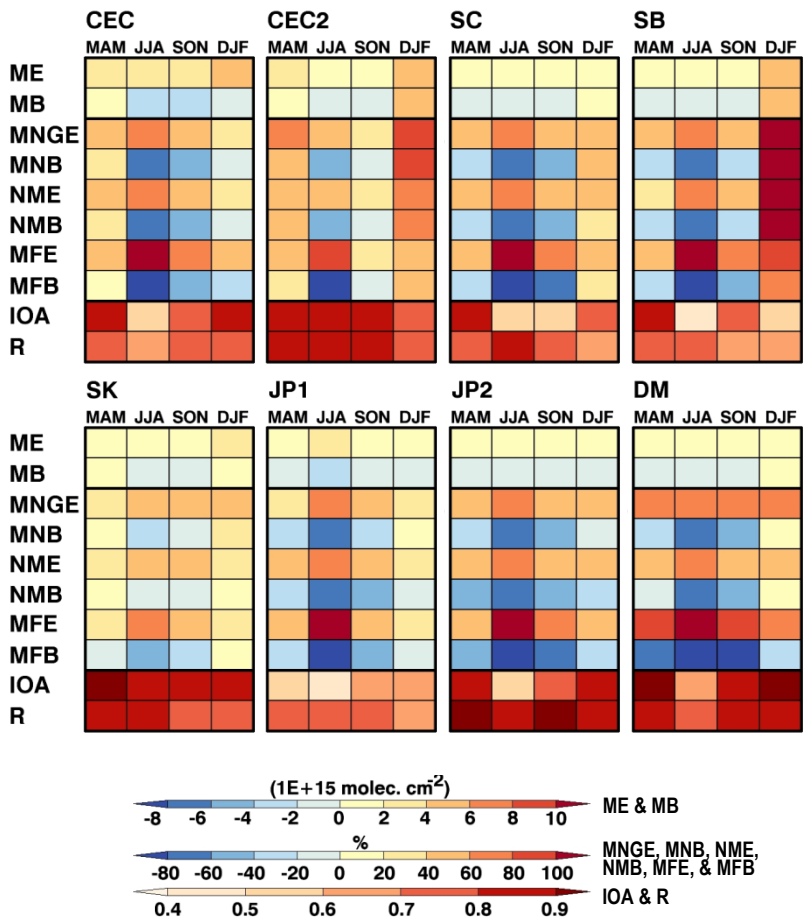 CEC CEC2 SC SB
MAM JJA SON DJF MAM JJA SON DJF MAM JJA SON DJF MAM JJA SON DJF
ME
MB
MNGE
MNB
NME
NMB
MFE
MFB
IOA
R
SK JP1 JP2 DM
MAM JJA SON DJF MAM JJA SON DJF MAM JJA SON DJF MAM JJA SON DJF
ME
MB
MNGE
MNB
NME
NMB
MFE
MFB
IOA
R
(1E+15 molec. cm-2)
ME & MB
-8 -6 -4 -2 0 2 4 6 8 10
%
MNGE, MNB, NME,
NMB, MFE, & MFB
-80 -60 -40 -20 0 20 40 60 80 100
IOA & R
0.4 0.5 0.6 0.7 0.8 0.9